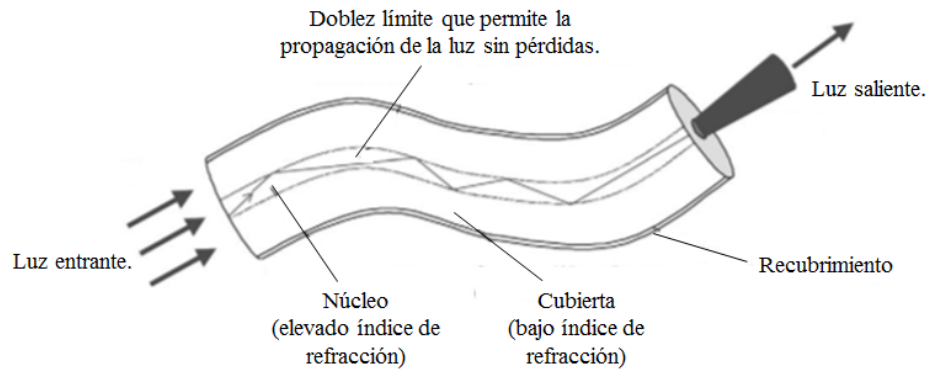 Doblez límite que permite la
propagación de la luz sin pérdidas.
Luz saliente.
Luz entrante.
Recubrimiento
Núcleo
(elevado índice de
refracción)
Cubierta
(bajo índice de
refracción)